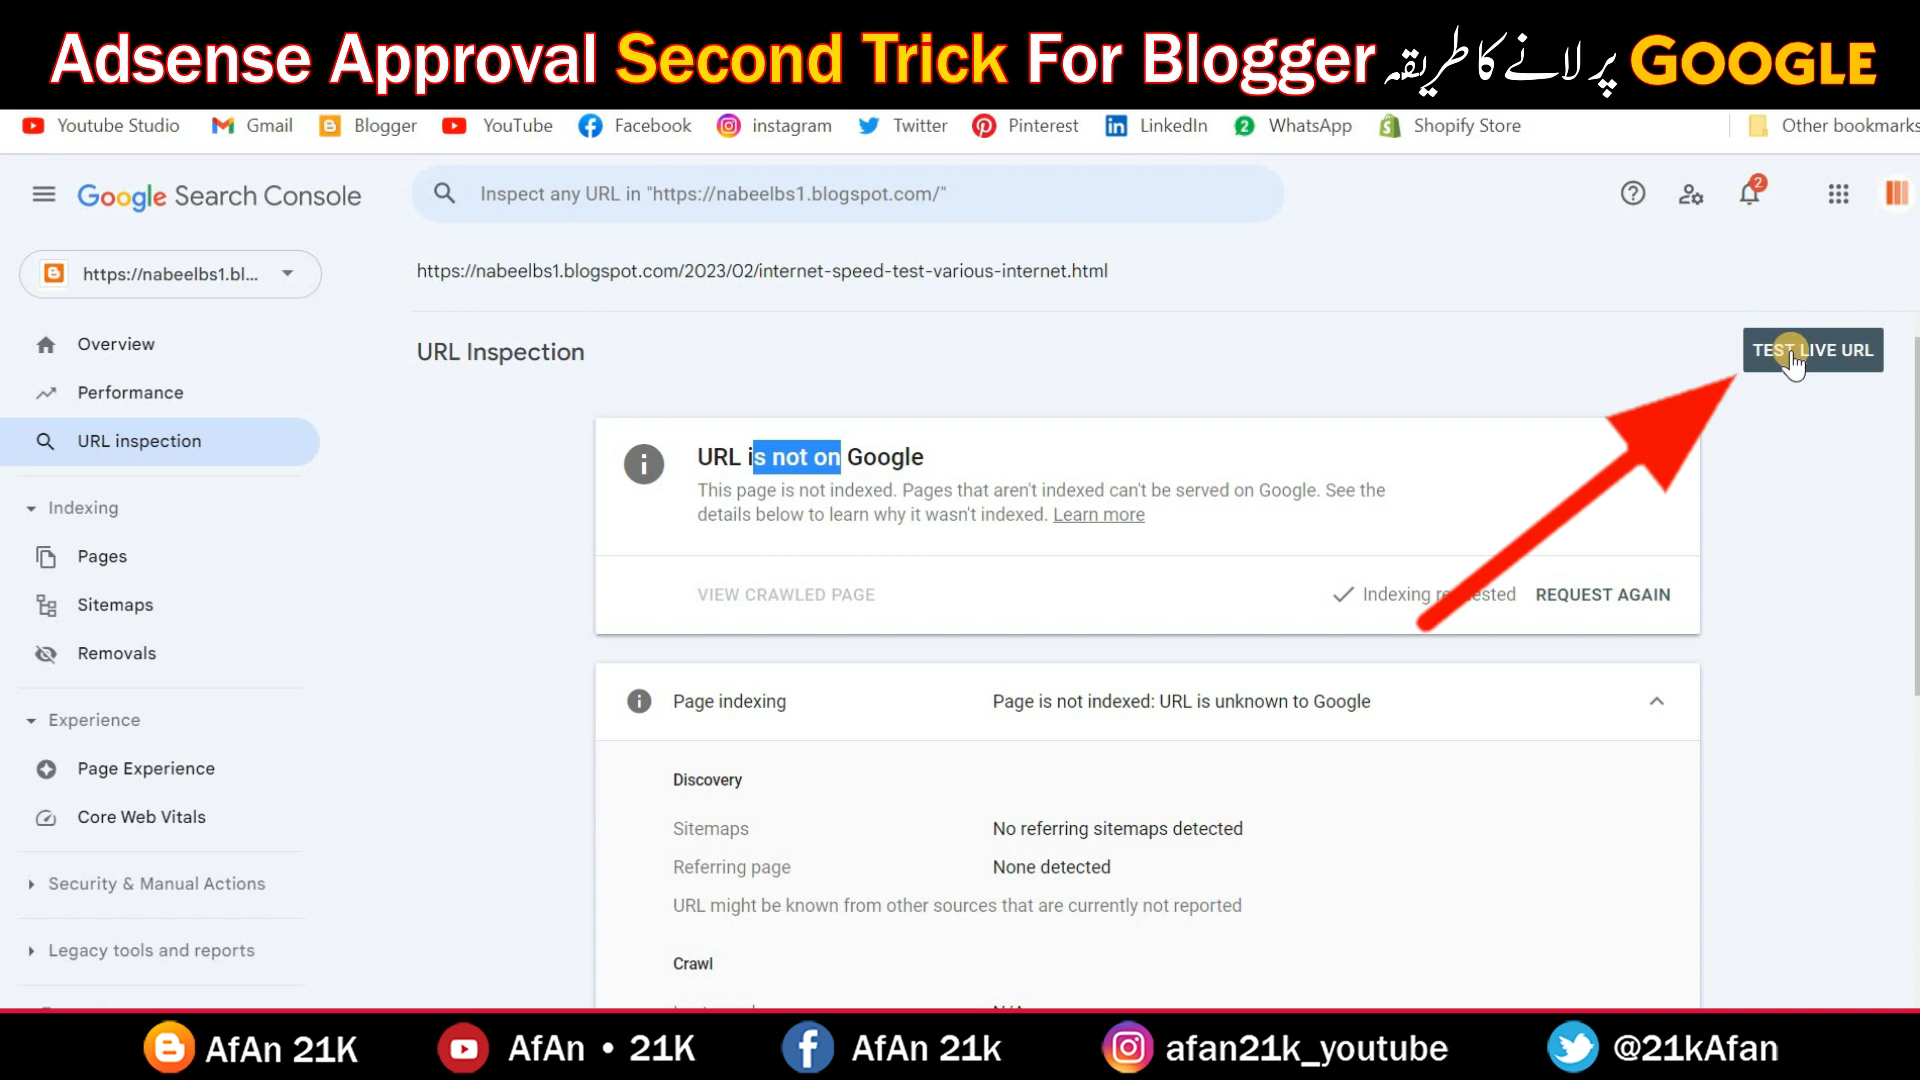 Adsense Approval Second Trick For Blogger پر لانے کا طریقہ GOOGLE
Youtube Studio Gmail Blogger YouTube Facebook instagram Twitter Pinterest LinkedIn 2 WhatsApp Shopify Store Other bookmarks
Google Search Console Inspect any URL in "https://nabeelbs1.blogspot.com/" 2
https://nabeelbs1.bl...
https://nabeelbs1.blogspot.com/2023/02/internet-speed-test-various-internet.html
Overview
URL Inspection
TEST LIVE URL
Performance
URL inspection
URL is not on Google
This page is not indexed. Pages that aren't indexed can't be served on Google. See the
details below to learn why it wasn't indexed. Learn more
Indexing
Pages
VIEW CRAWLED PAGE Indexing requested REQUEST AGAIN
Sitemaps
Removals
Page indexing Page is not indexed: URL is unknown to Google
Experience
Page Experience
Discovery
Core Web Vitals
Sitemaps No referring sitemaps detected
Referring page None detected
Security & Manual Actions
URL might be known from other sources that are currently not reported
Legacy tools and reports
Crawl
AfAn 21K AfAn • 21K AfAn 21k afan21k_youtube @21kAfan